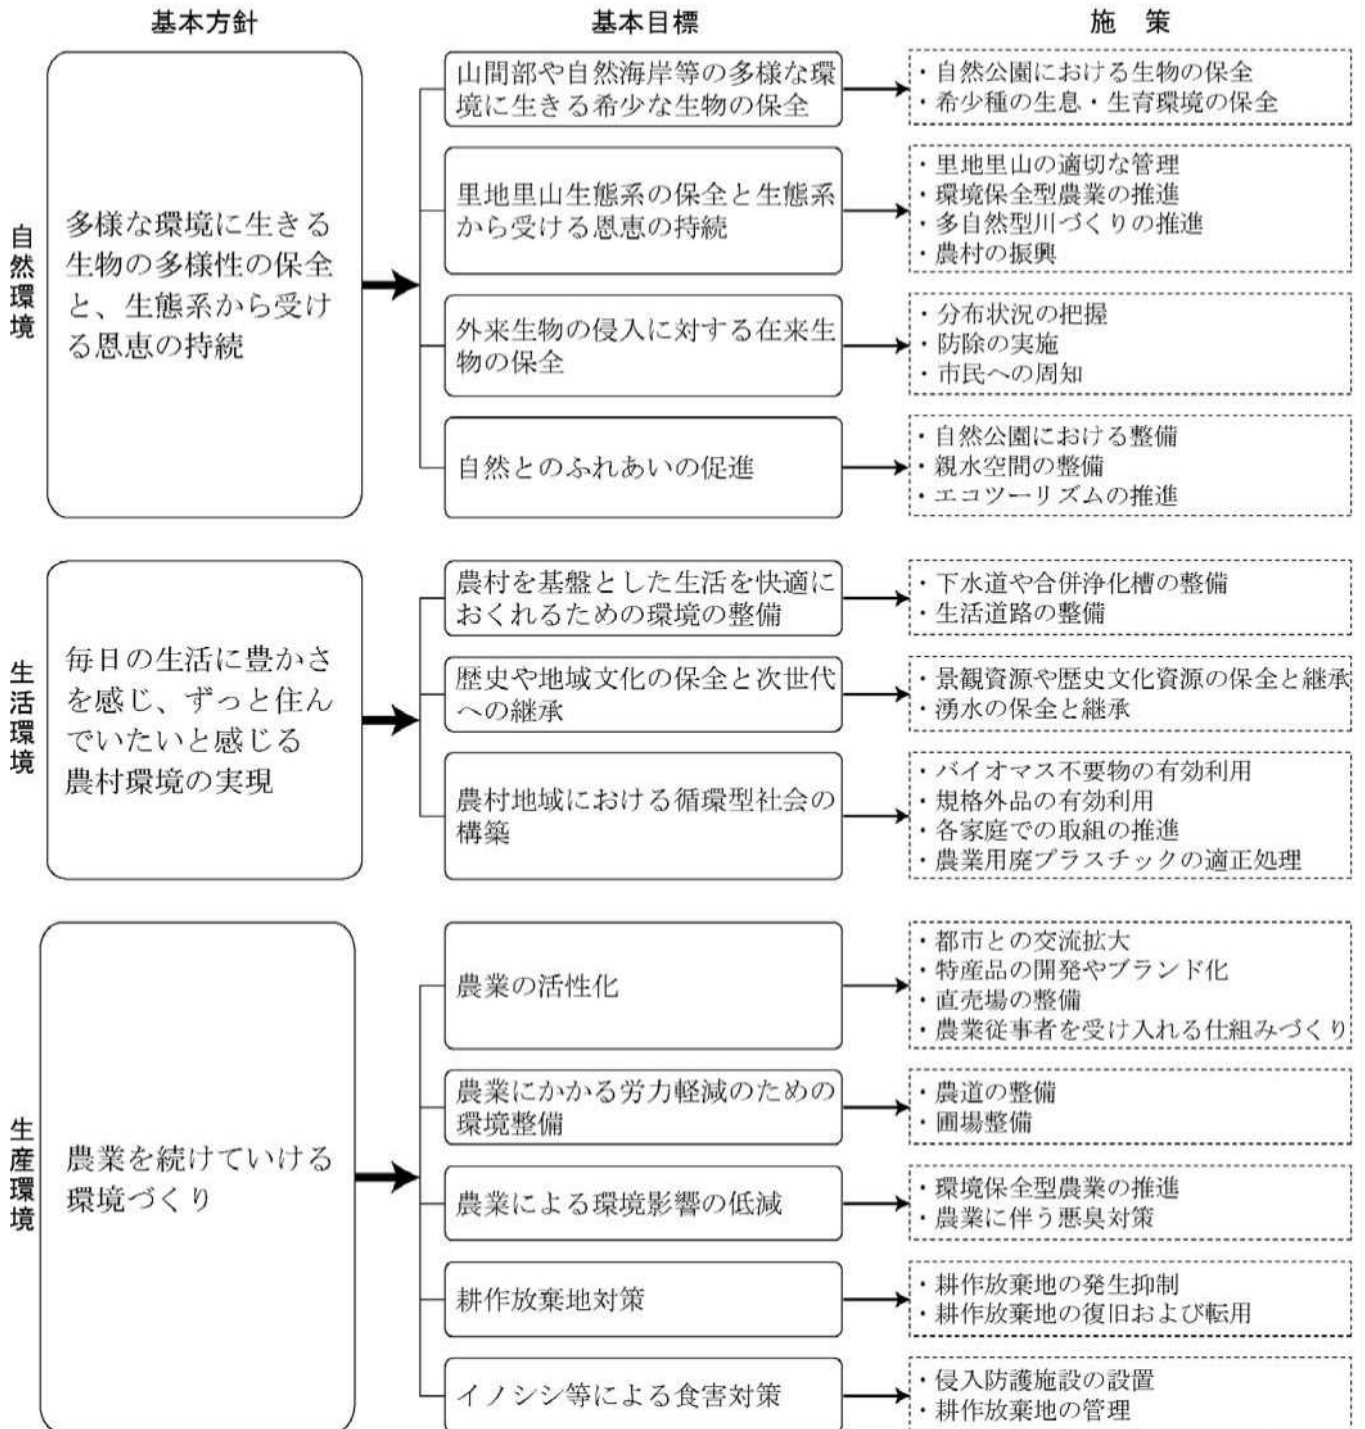 基本方針
基本目標
施　策
自然環境
多様な環境に生きる
生物の多様性の保全
と、生態系から受け
る恩恵の持続
山間部や自然海岸等の多様な環
境に生きる希少な生物の保全
・自然公園における生物の保全
・希少種の生息・生育環境の保全
里地里山生態系の保全と生態系
から受ける恩恵の持続
・里地里山の適切な管理
・環境保全型農業の推進
・多自然型川づくりの推進
・農村の振興
外来生物の侵入に対する在来生
物の保全
・分布状況の把握
・防除の実施
・市民への周知
自然とのふれあいの促進
・自然公園における整備
・親水空間の整備
・エコツーリズムの推進
生活環境
毎日の生活に豊かさ
を感じ、ずっと住ん
でいたいと感じる
農村環境の実現
農村を基盤とした生活を快適に
おくれるための環境の整備
・下水道や合併浄化槽の整備
・生活道路の整備
歴史や地域文化の保全と次世代
への継承
・景観資源や歴史文化資源の保全と継承
・湧水の保全と継承
農村地域における循環型社会の
構築
・バイオマス不要物の有効利用
・規格外品の有効利用
・各家庭での取組の推進
・農業用廃プラスチックの適正処理
生産環境
農業を続けていける
環境づくり
農業の活性化
・都市との交流拡大
・特産品の開発やブランド化
・直売場の整備
・農業従事者を受け入れる仕組みづくり
農業にかかる労力軽減のための
環境整備
・農道の整備
・圃場整備
農業による環境影響の低減
・環境保全型農業の推進
・農業に伴う悪臭対策
耕作放棄地対策
・耕作放棄地の発生抑制
・耕作放棄地の復旧および転用
イノシシ等による食害対策
・侵入防護施設の設置
・耕作放棄地の管理